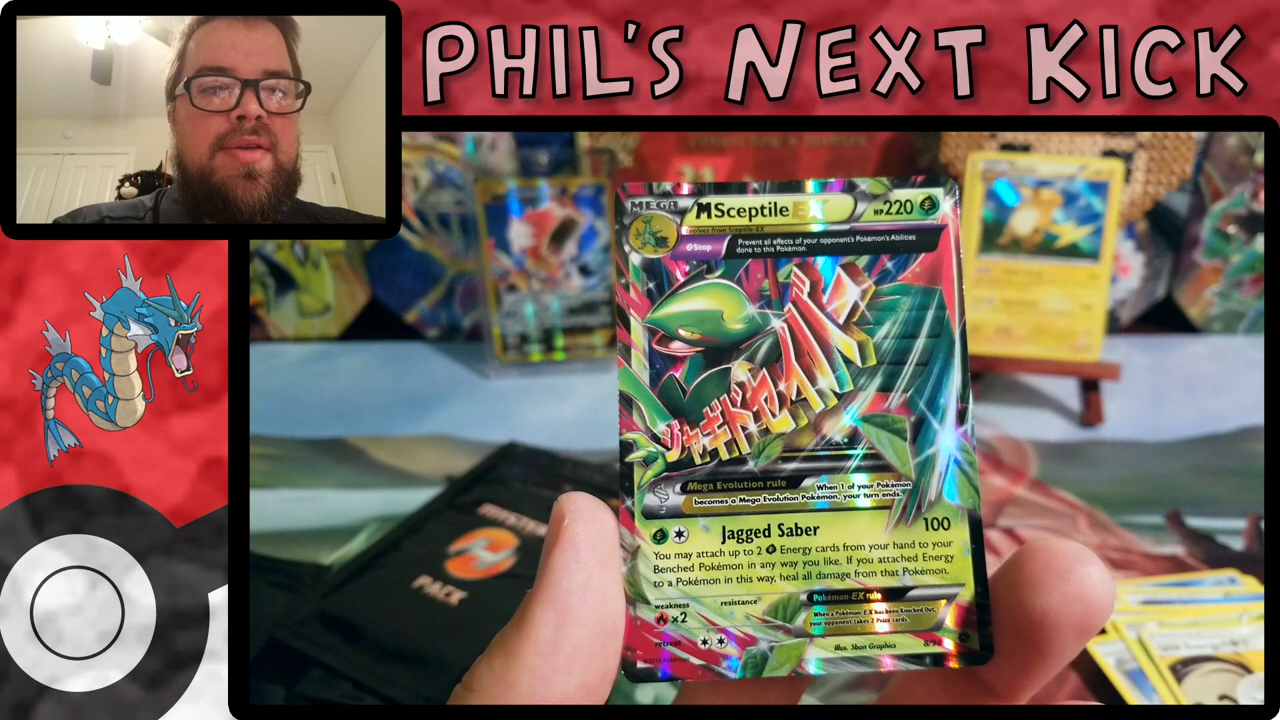 PHIL'S NEXT KICK
MEGA
M Sceptile EX
HP220
Evolves from Sceptile-EX
θ Stop
Prevent all effects of your opponent's Pokémon's Abilities
done to this Pokémon.
ジャギドセイバー
Mega Evolution rule
When 1 of your Pokémon
becomes a Mega Evolution Pokémon, your turn ends.
Jagged Saber
100
You may attach up to 2 Energy cards from your hand to your
Benched Pokémon in any way you like. If you attached Energy
to a Pokémon in this way, heal all damage from that Pokémon.
weakness
resistance
x2
Pokémon-EX rule
When a Pokémon-EX has been Knocked Out,
your opponent takes 2 Prize cards.
retreat
Illus. 5ban Graphics
8/98
MYSTERY
PACK